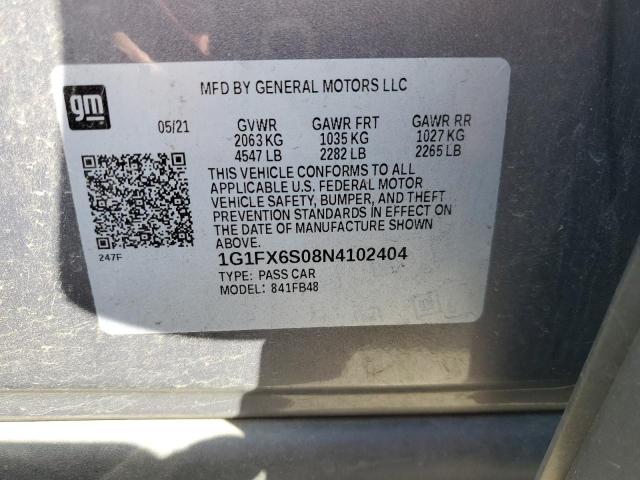 gm
MFD BY GENERAL MOTORS LLC
05/21 GVWR GAWR FRT GAWR RR
2063 KG 1035 KG 1027 KG
4547 LB 2282 LB 2265 LB
THIS VEHICLE CONFORMS TO ALL
APPLICABLE U.S. FEDERAL MOTOR
VEHICLE SAFETY, BUMPER, AND THEFT
PREVENTION STANDARDS IN EFFECT ON
THE DATE OF MANUFACTURE SHOWN
ABOVE.
247F
1G1FX6S08N4102404
TYPE: PASS CAR
MODEL: 841FB48